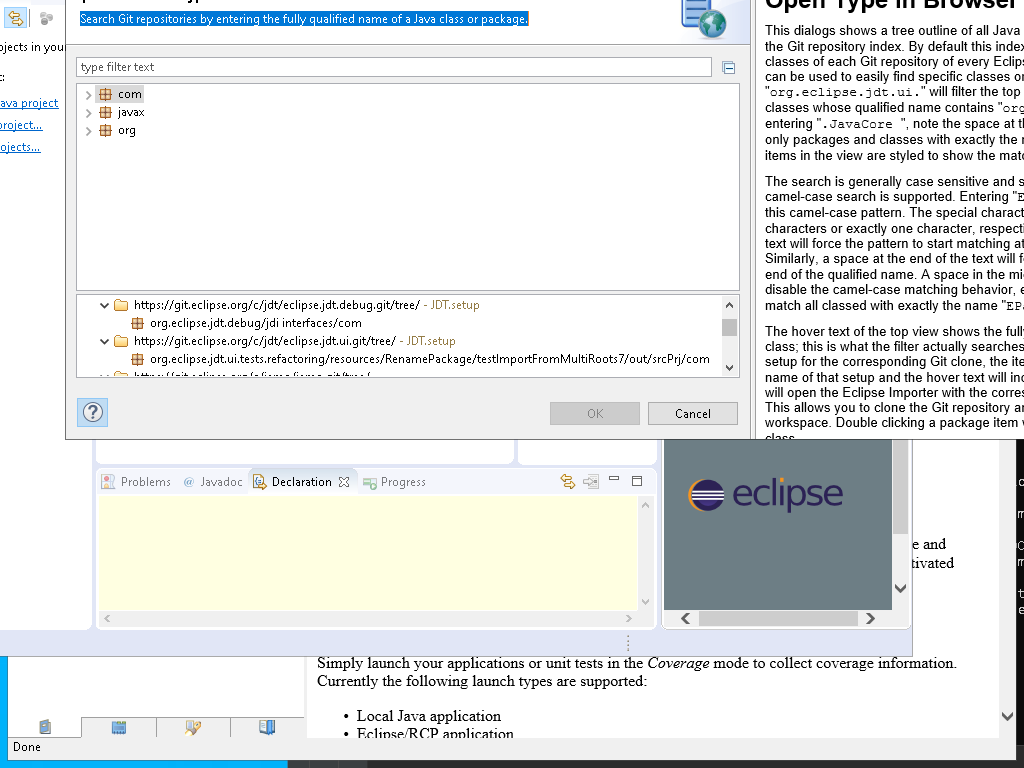 Search Git repositories by entering the fully qualified name of a Java class or package.
type filter text
com
javax
org
https://git.eclipse.org/c/jdt/eclipse.jdt.debug.git/tree/ - JDT.setup
org.eclipse.jdt.debug/jdi interfaces/com
https://git.eclipse.org/c/jdt/eclipse.jdt.ui.git/tree/ - JDT.setup
org.eclipse.jdt.ui.tests.refactoring/resources/RenamePackage/testImportFromMultiRoots7/out/srcPrj/com
?
OK
Cancel
Open Type in Browser
This dialogs shows a tree outline of all Java
the Git repository index. By default this index
classes of each Git repository of every Eclips
can be used to easily find specific classes or
"org.eclipse.jdt.ui." will filter the top
classes whose qualified name contains "org
entering ".JavaCore ", note the space at th
only packages and classes with exactly the n
items in the view are styled to show the matc
The search is generally case sensitive and s
camel-case search is supported. Entering "E
this camel-case pattern. The special charact
characters or exactly one character, respecti
text will force the pattern to start matching at
Similarly, a space at the end of the text will f
end of the qualified name. A space in the mi
disable the camel-case matching behavior, e
match all classed with exactly the name "EPa
The hover text of the top view shows the fully
class; this is what the filter actually searches
setup for the corresponding Git clone, the ite
name of that setup and the hover text will inc
will open the Eclipse Importer with the corres
This allows you to clone the Git repository an
workspace. Double clicking a package item w
class
ojects in you
ava project
project...
ojects...
Problems
@ Javadoc
Declaration
Progress
eclipse
e and
tivated
Simply launch your applications or unit tests in the Coverage mode to collect coverage information.
Currently the following launch types are supported:
• Local Java application
• Eclipse/RCP application
Done